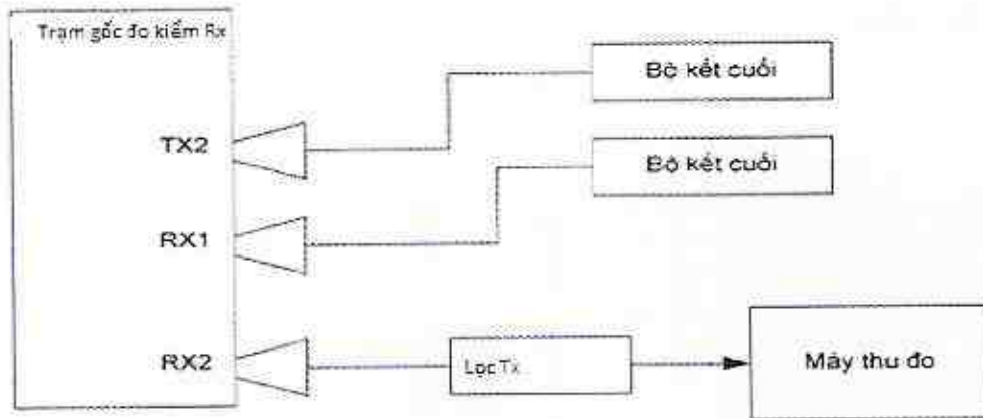 Trạm gốc đo kiểm Rx
Bộ kết cuối
TX2
Bộ kết cuối
RX1
RX2
Lọc Tx
Máy thu đo